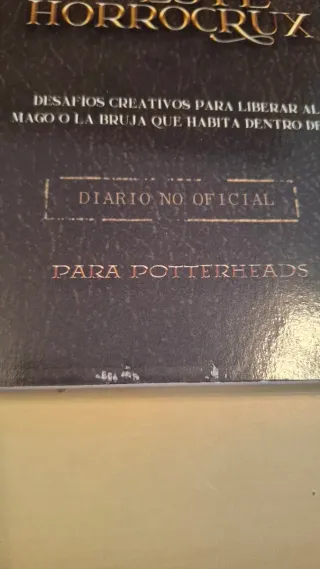 HORROCRUX
DESAFÍOS CREATIVOS PARA LIBERAR AL
MAGO O LA BRUJA QUE HABITA DENTRO DE
DIARIO NO OFICIAL
PARA POTTERHEADS